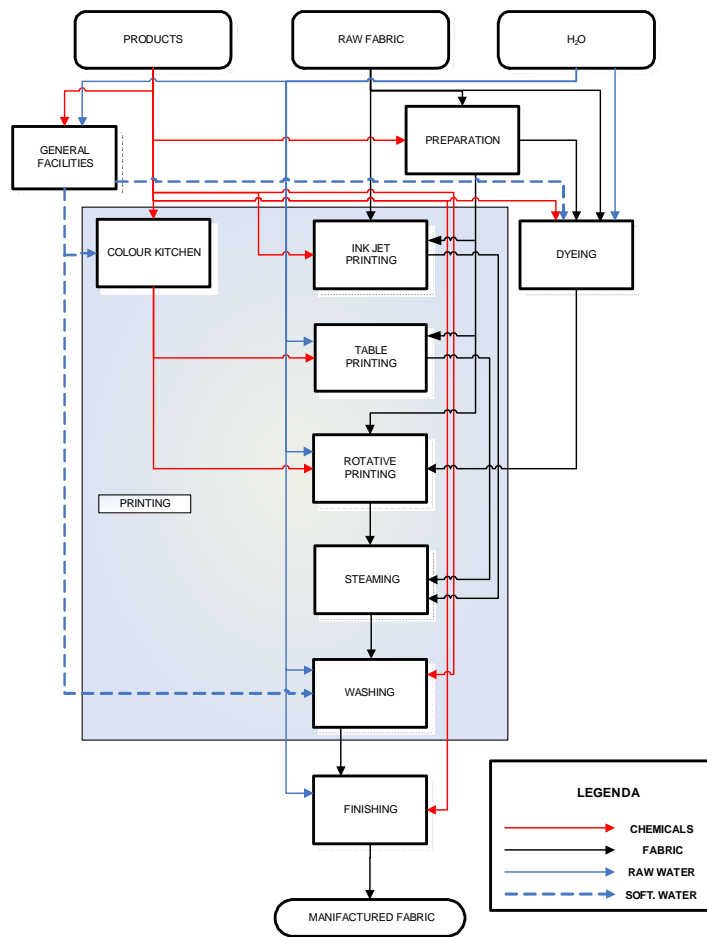 PRODUCTS
RAW FABRIC
H₂O
GENERAL
FACILITIES
PREPARATION
COLOUR KITCHEN
INK JET
PRINTING
DYEING
TABLE
PRINTING
ROTATIVE
PRINTING
PRINTING
STEAMING
WASHING
FINISHING
MANIFACTURED FABRIC
LEGENDA
CHEMICALS
FABRIC
RAW WATER
SOFT. WATER